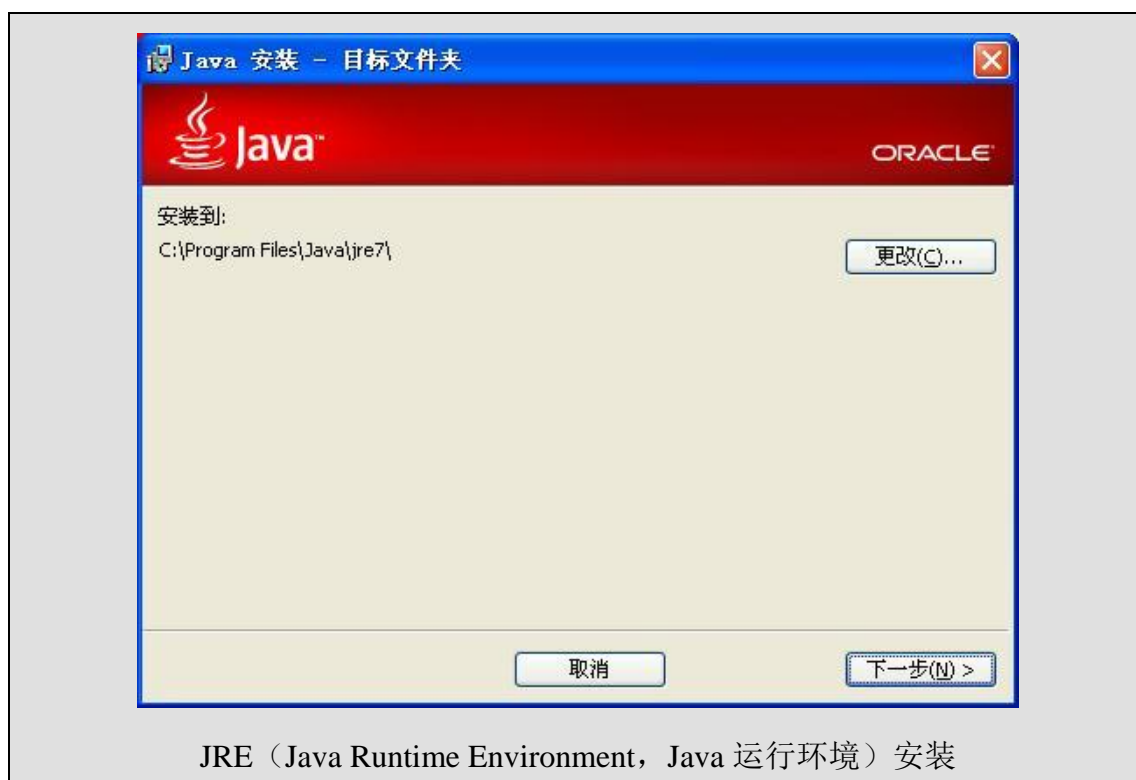 Java 安装 - 目标文件夹
Java™
ORACLE
安装到:
C:\Program Files\Java\jre7\
更改(C)...
取消
下一步(N) >
JRE（Java Runtime Environment，Java 运行环境）安装